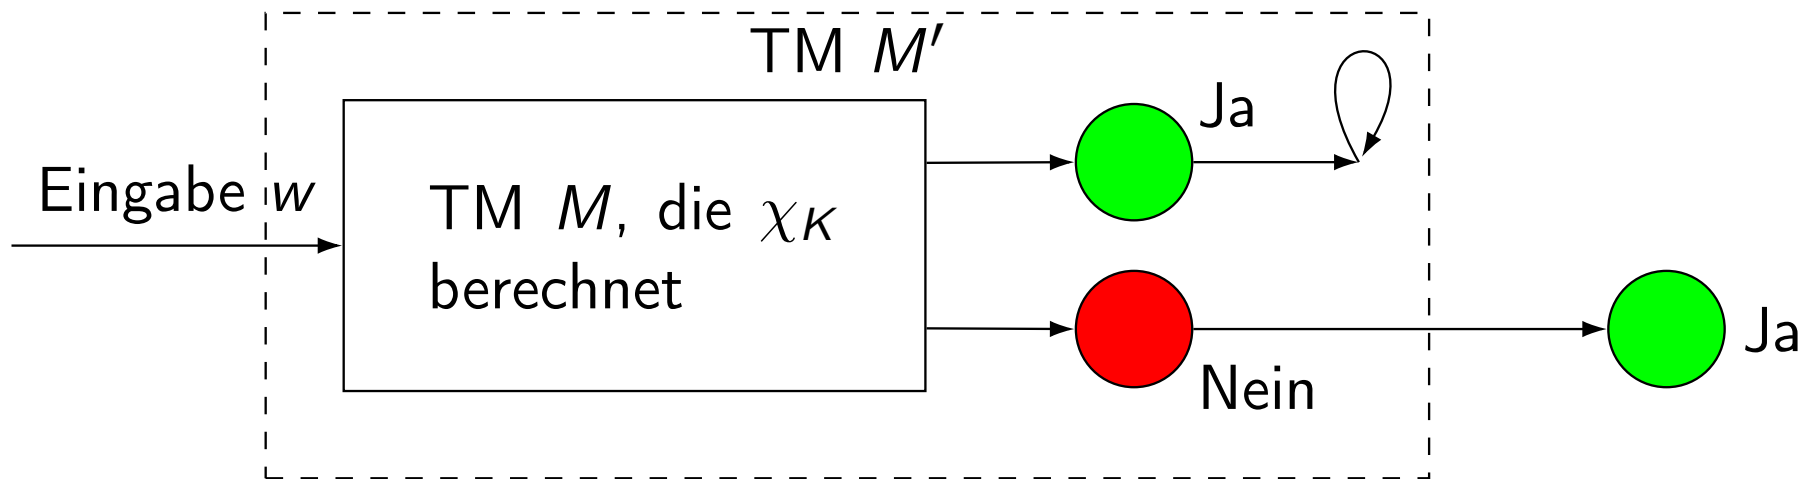 TM M′
Eingabe w
TM M, die χK
berechnet
Ja
Nein
Ja